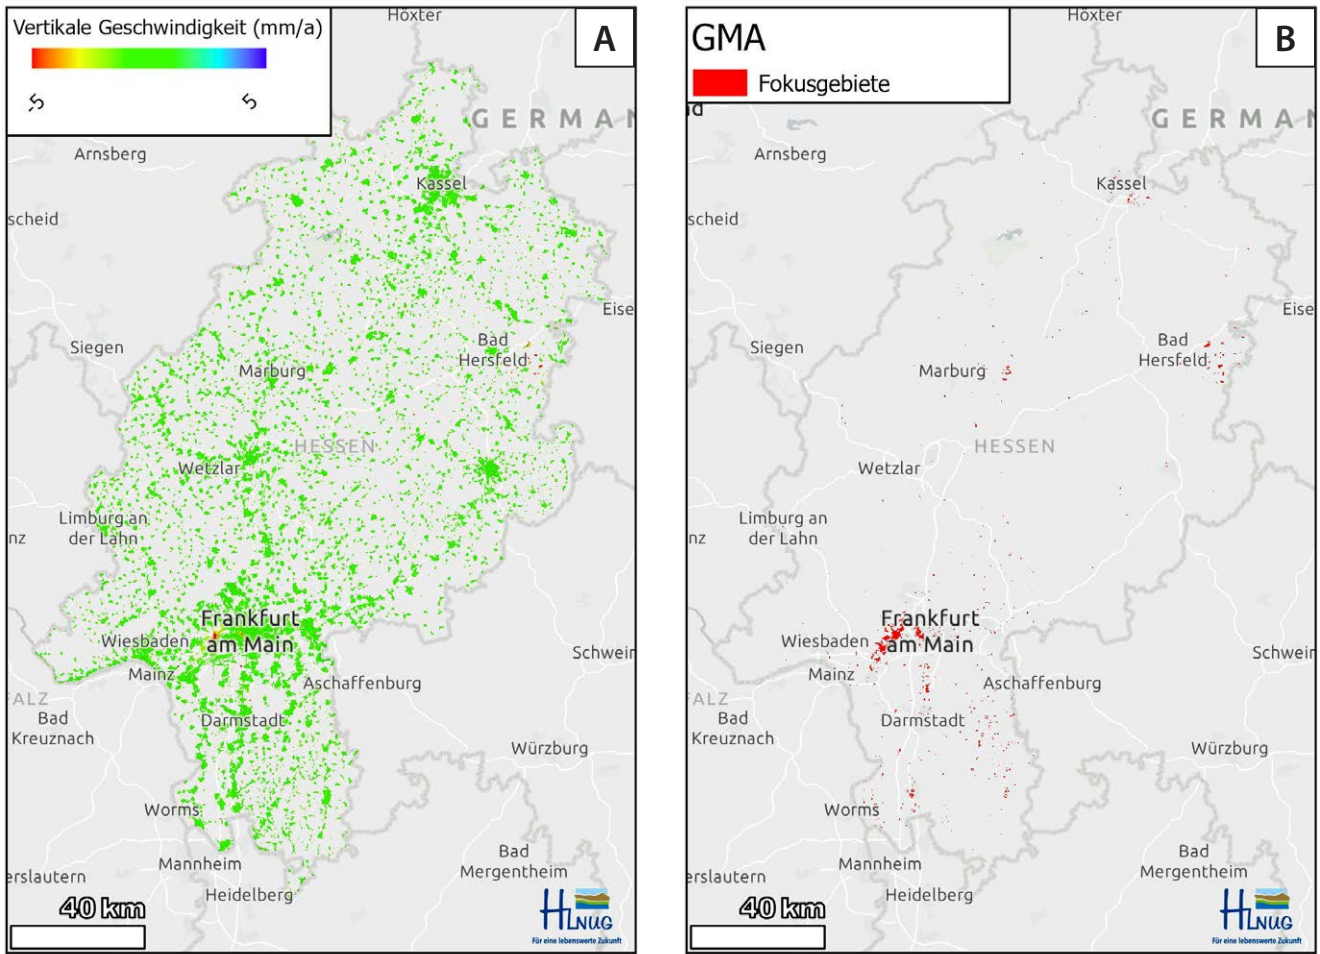 Vertikale Geschwindigkeit (mm/a)
-5
5
A
Höxter
GERMAN
Arnsberg
Kassel
scheid
Eise
Bad
Hersfeld
Siegen
Marburg
HESSEN
Wetzlar
Limburg an
der Lahn
nz
Frankfurt
am Main
Wiesbaden
Schwein
Mainz
Aschaffenburg
FALZ
Bad
Kreuznach
Darmstadt
Würzburg
Worms
Mannheim
Bad
Mergentheim
erslautern
Heidelberg
40 km
HLNUG
Für eine lebenswerte Zukunft
GMA
Fokusgebiete
B
Höxter
nd
GERMAN
Arnsberg
Kassel
scheid
Eise
Bad
Hersfeld
Siegen
Marburg
HESSEN
Wetzlar
Limburg an
der Lahn
nz
Frankfurt
am Main
Wiesbaden
Schwein
Mainz
Aschaffenburg
FALZ
Bad
Kreuznach
Darmstadt
Würzburg
Worms
Mannheim
Bad
Mergentheim
erslautern
Heidelberg
40 km
HLNUG
Für eine lebenswerte Zukunft